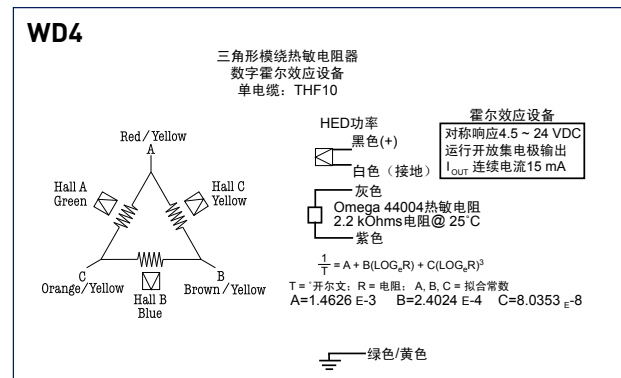 WD4
三角形模绕热敏电阻器
数字霍尔效应设备
单电缆：THF10
Red/Yellow
A
Hall A
Green
Hall C
Yellow
C
Orange/Yellow
Hall B
Blue
B
Brown/Yellow
HED功率
黑色(+)
白色（接地）
灰色
Omega 44004热敏电阻
2.2 kOhms电阻@ 25˚C
紫色
霍尔效应设备
对称响应4.5 ~ 24 VDC
运行开放集电极输出
I_OUT 连续电流15 mA
1/T = A + B(LOG_eR) + C(LOG_eR)³
T = ˚开尔文: R = 电阻: A, B, C = 拟合常数
A=1.4626 E-3 B=2.4024 E-4 C=8.0353 E-8
绿色/黄色